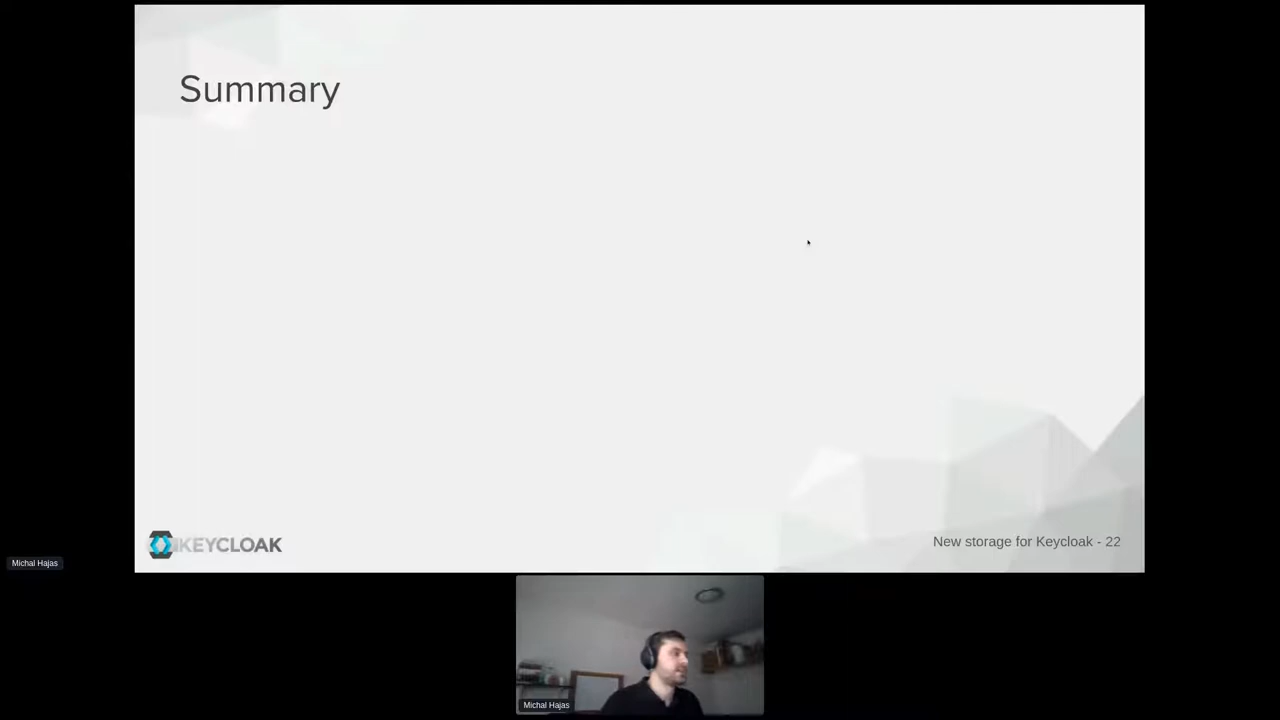 Summary
KEYCLOAK
New storage for Keycloak - 22
Michal Hajas
Michal Hajas